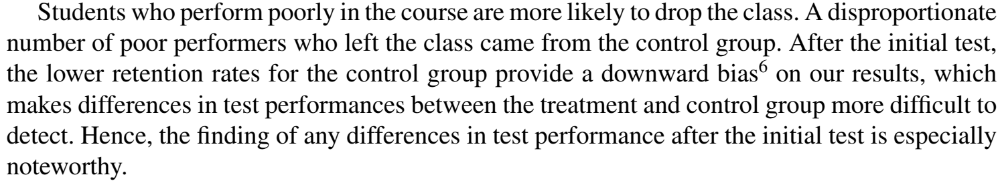 Students who perform poorly in the course are more likely to drop the class. A disproportionate
number of poor performers who left the class came from the control group. After the initial test,
the lower retention rates for the control group provide a downward bias⁶ on our results, which
makes differences in test performances between the treatment and control group more difficult to
detect. Hence, the finding of any differences in test performance after the initial test is especially
noteworthy.